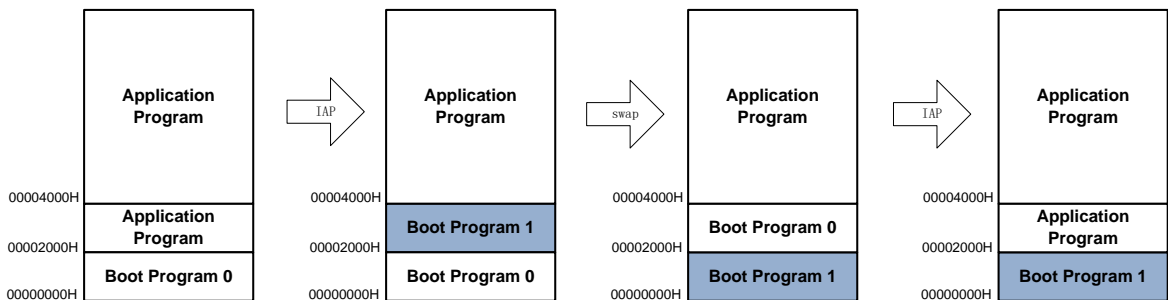 Application
Program
00004000H
Application
Program
00002000H
Boot Program 0
00000000H
IAP
Application
Program
00004000H
Boot Program 1
00002000H
Boot Program 0
00000000H
swap
Application
Program
00004000H
Boot Program 0
00002000H
Boot Program 1
00000000H
IAP
Application
Program
00004000H
Application
Program
00002000H
Boot Program 1
00000000H